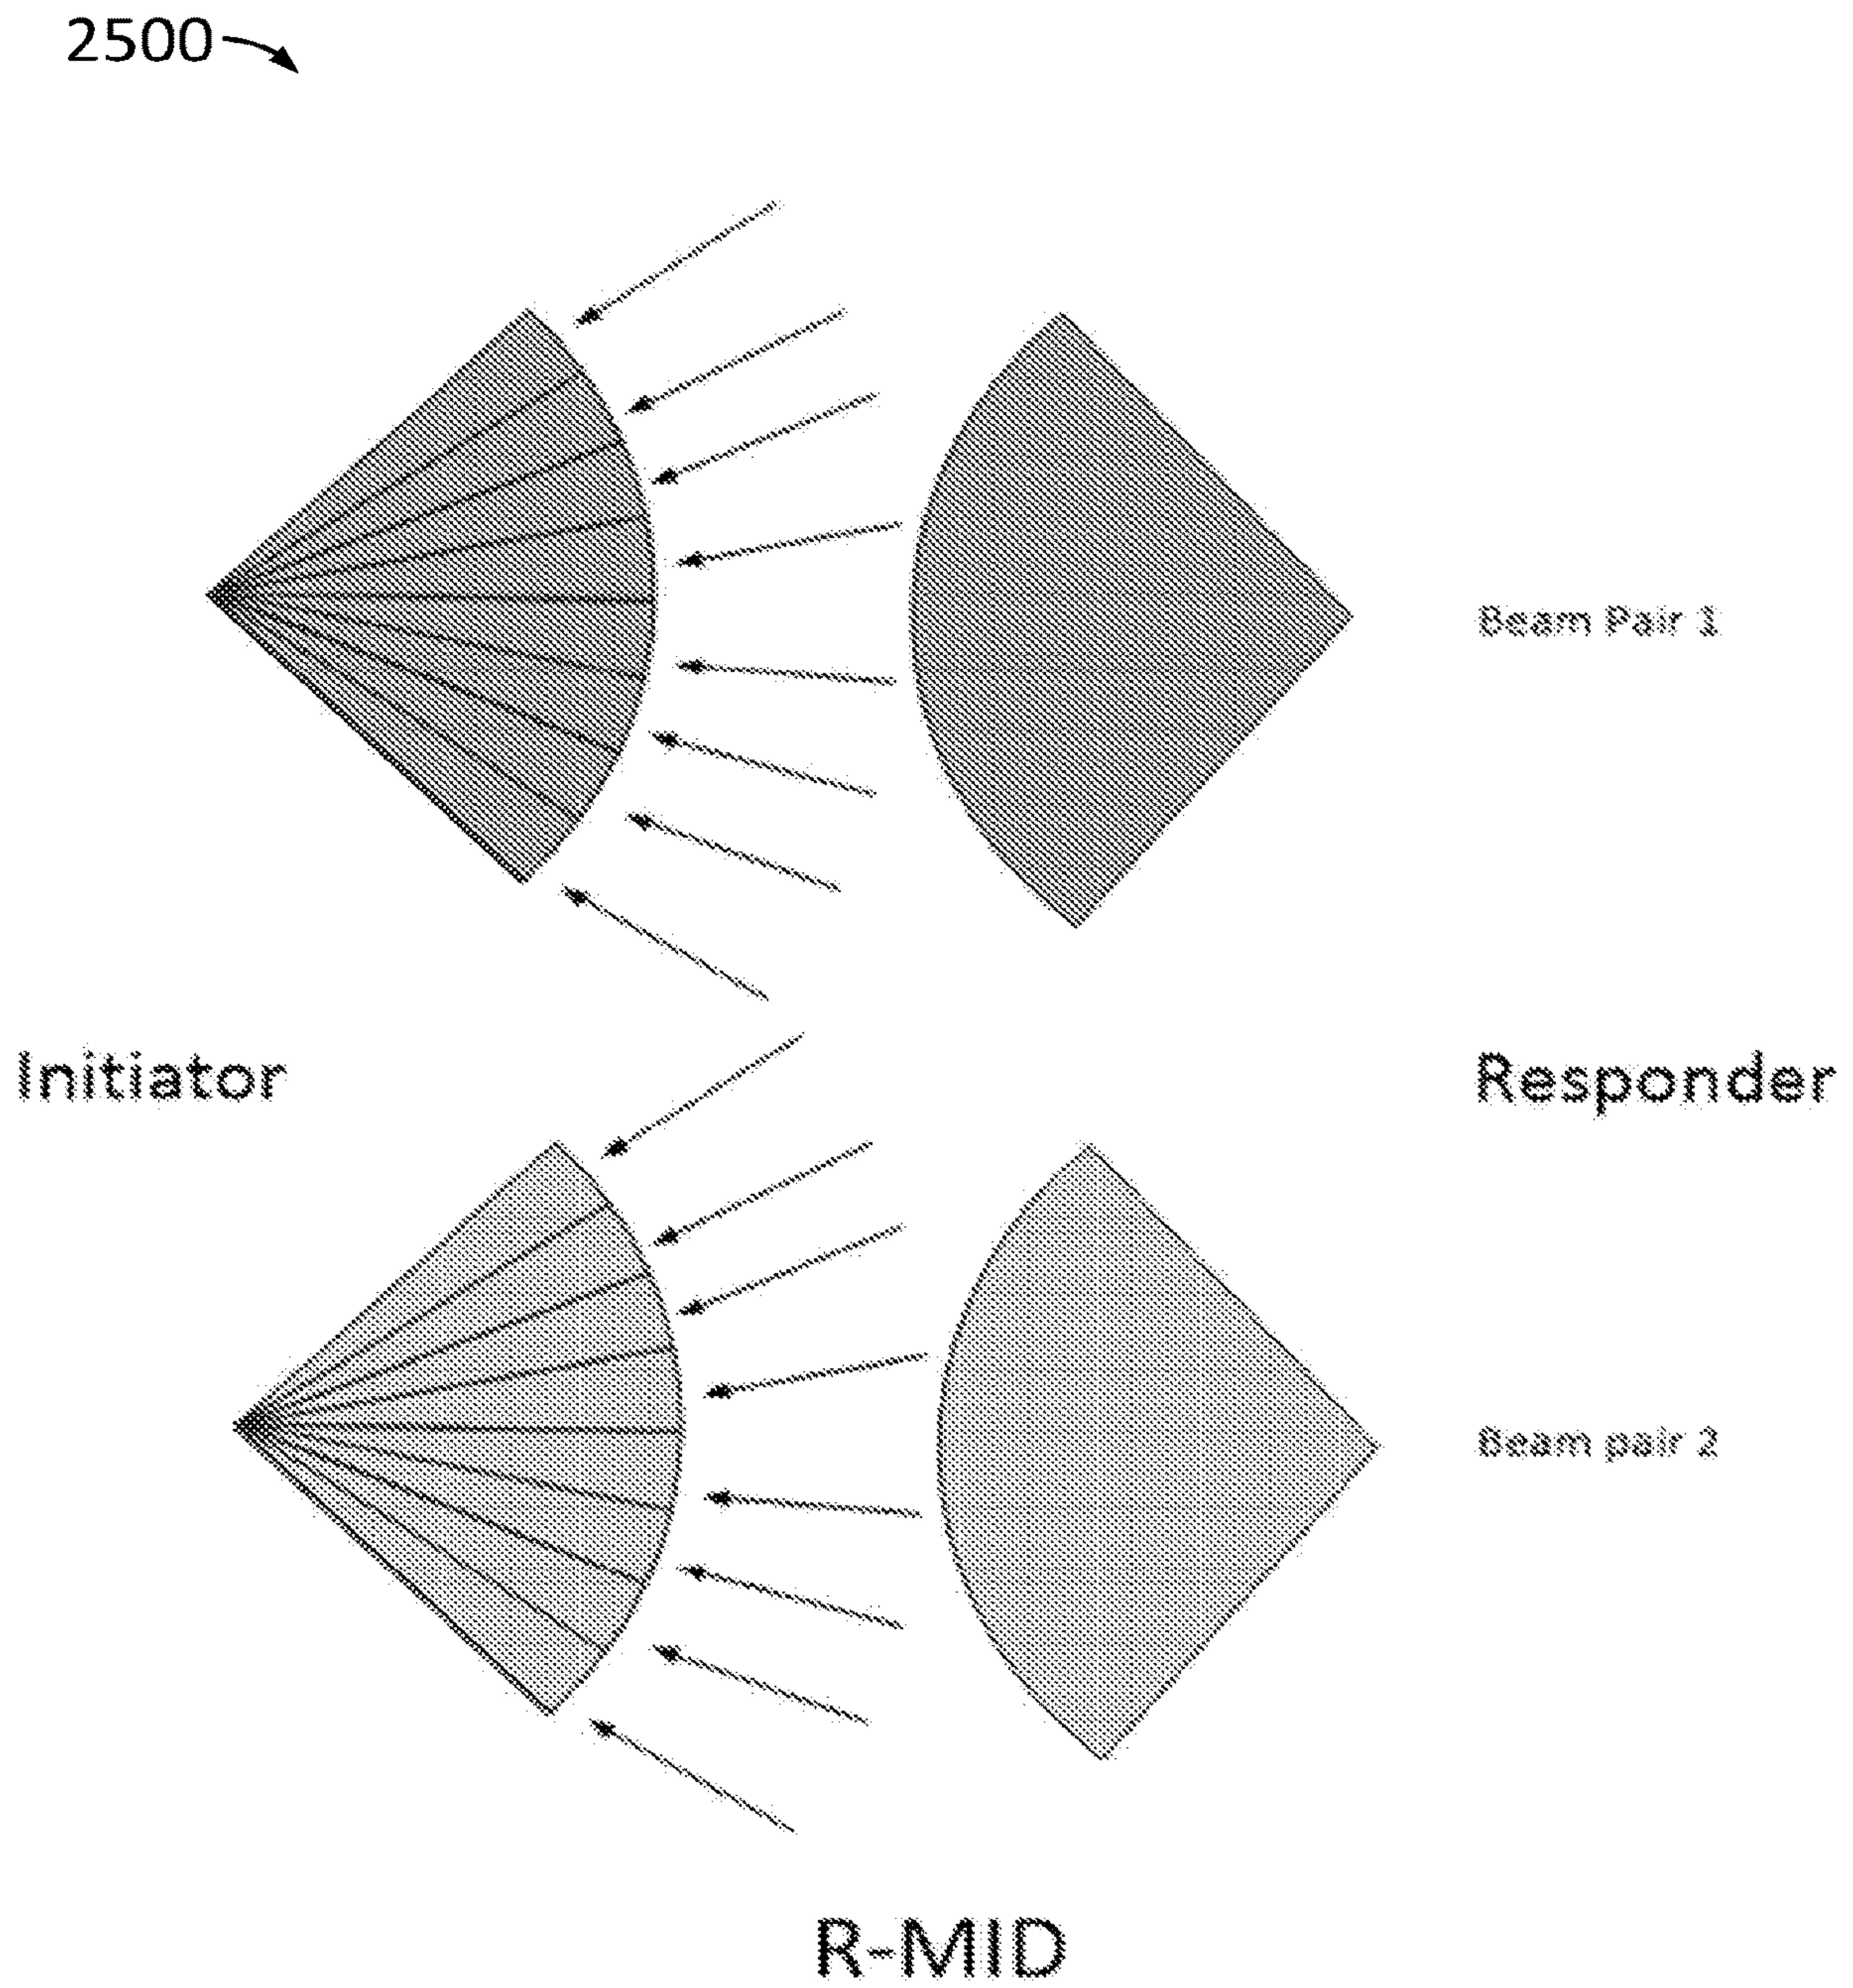 2500
Beam Pair 1
Initiator
Responder
Beam pair 2
R-MID